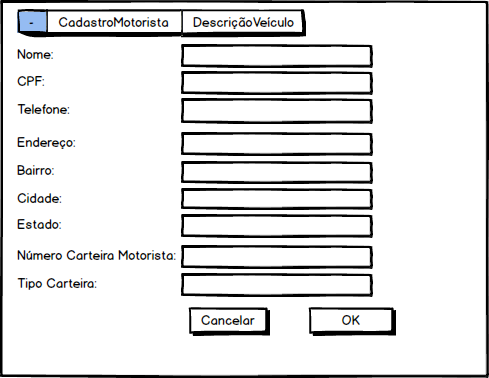 - CadastroMotorista DescriçãoVeículo
Nome:
CPF:
Telefone:
Endereço:
Bairro:
Cidade:
Estado:
Número Carteira Motorista:
Tipo Carteira:
Cancelar OK